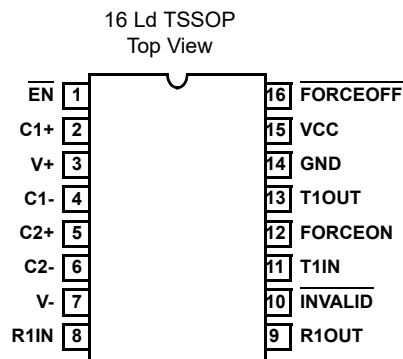 16 Ld TSSOP
Top View
EN 1 16 FORCEOFF
C1+ 2 15 VCC
V+ 3 14 GND
C1- 4 13 T1OUT
C2+ 5 12 FORCEON
C2- 6 11 T1IN
V- 7 10 INVALID
R1IN 8 9 R1OUT